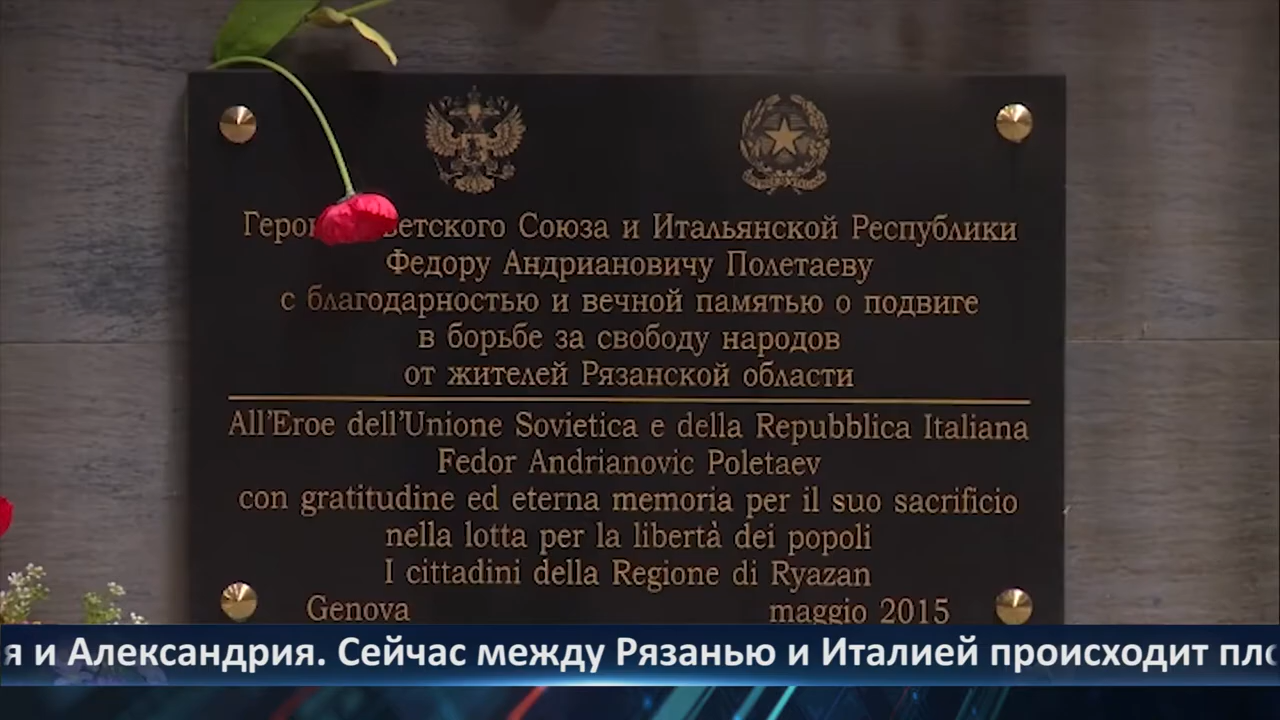 Советского Союза и Итальянской Республики
Федору Андриановичу Полетаеву
с благодарностью и вечной памятью о подвиге
в борьбе за свободу народов
от жителей Рязанской области
All'Eroe dell'Unione Sovietica e della Repubblica Italiana
Fedor Andrianovic Poletaev
con gratitudine ed eterna memoria per il suo sacrificio
nella lotta per la libertà dei popoli
I cittadini della Regione di Ryazan
Genova maggio 2015
и Александрия. Сейчас между Рязанью и Италией происходит